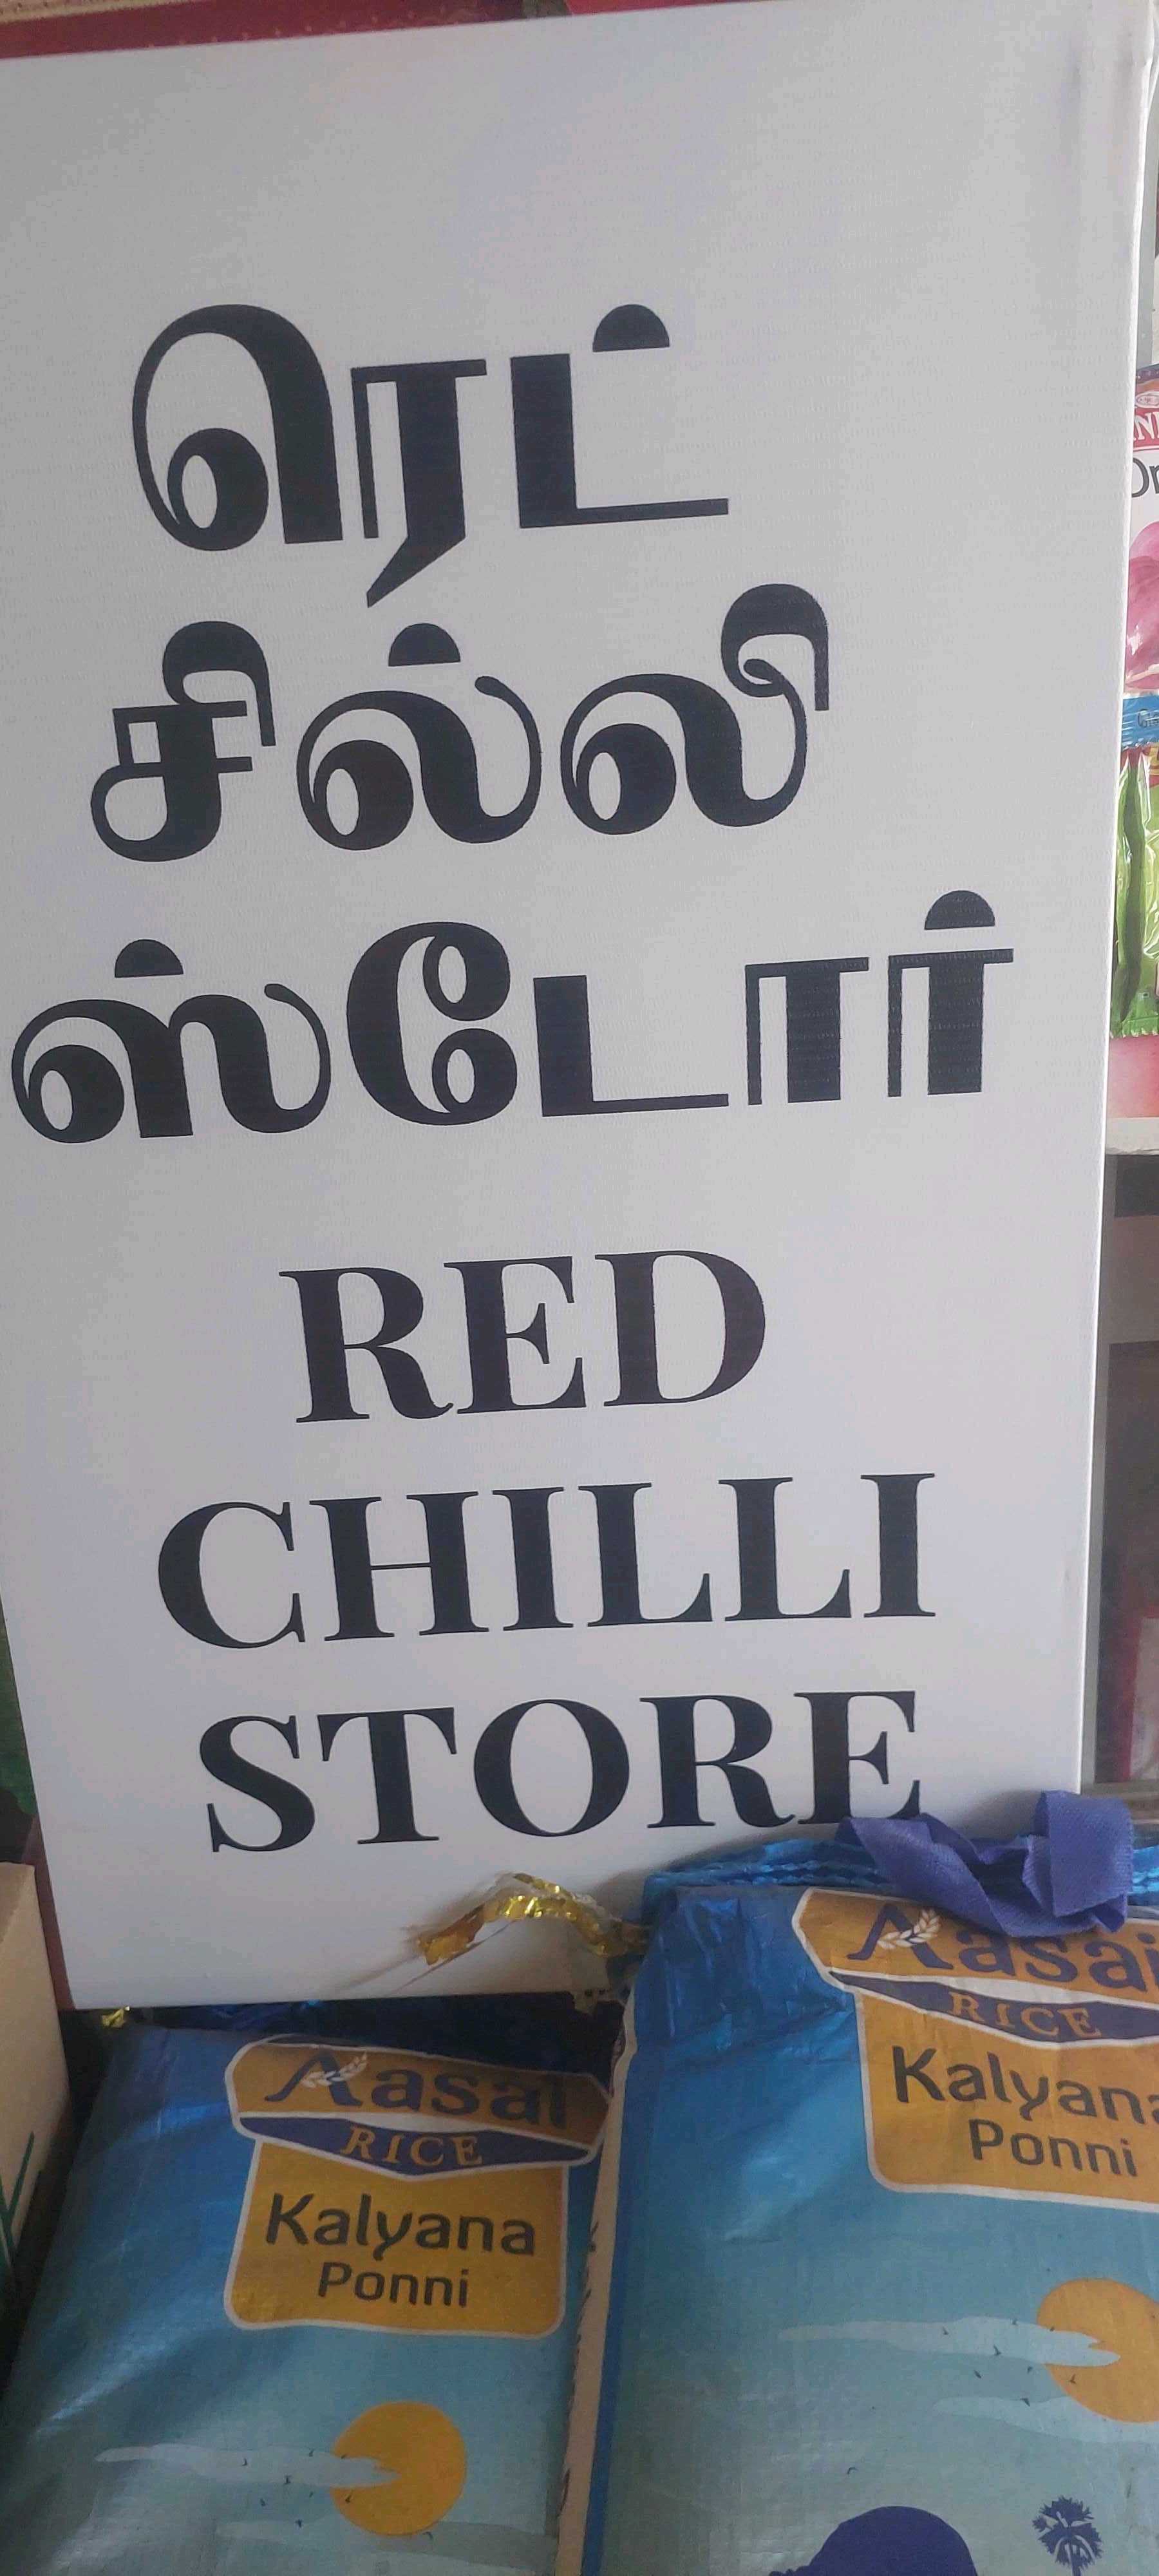 ரெட்
சில்லி
ஸ்டோர்
RED
CHILLI
STORE
Aasai
RICE
Kalyana
Ponni
Aasai
RICE
Kalyana
Ponni